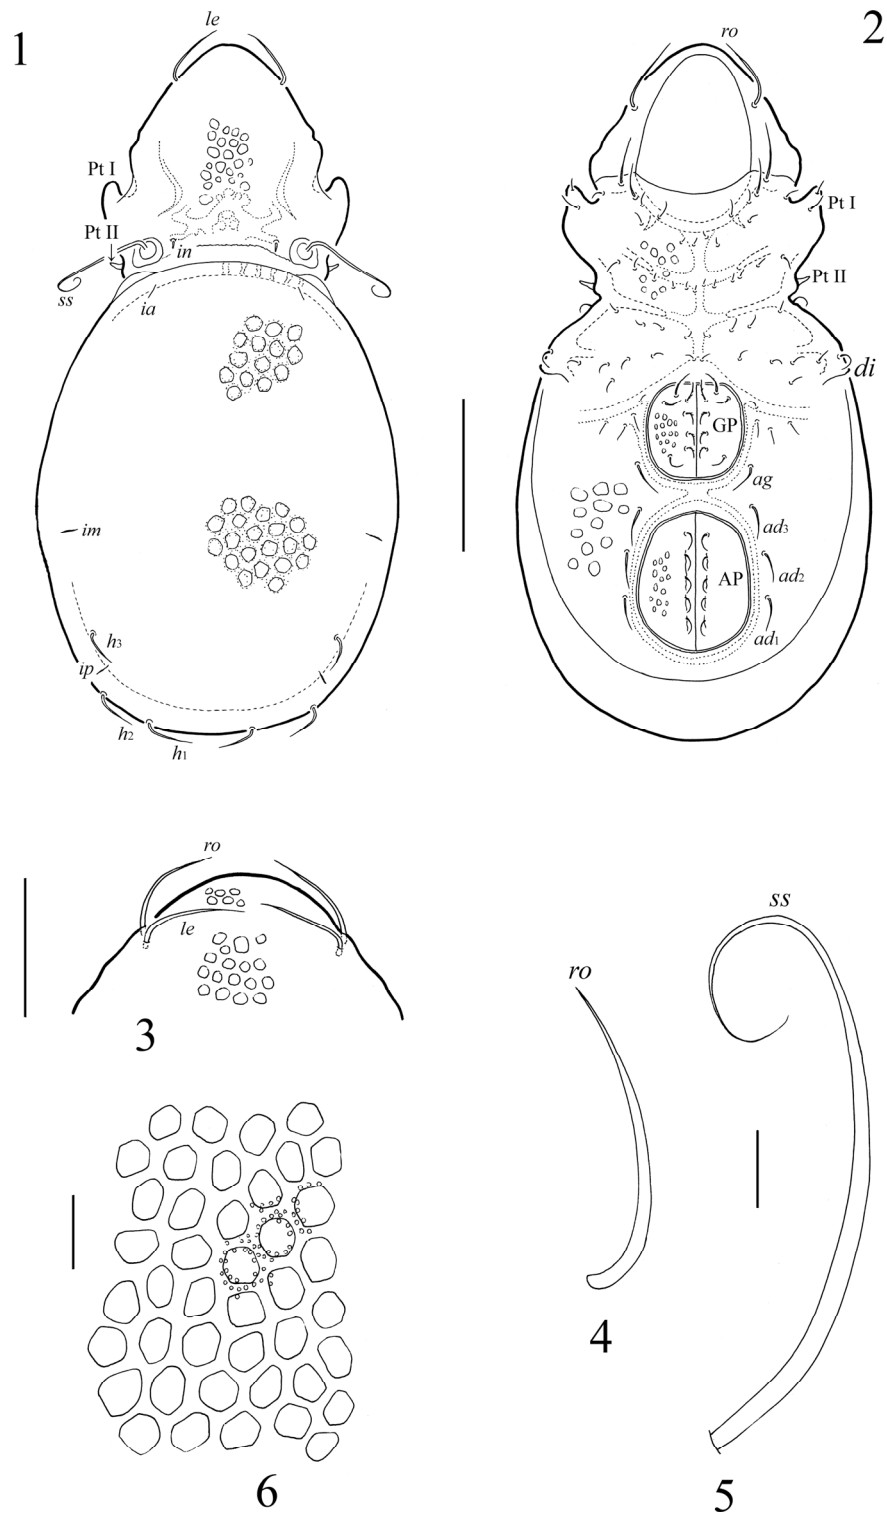 1
le
Pt I
Pt II
in
ss
ia
im
h3
ip
h2
h1
2
ro
Pt I
Pt II
di
GP
ag
ad3
AP
ad2
ad1
ro
le
3
ro
4
ss
5
6